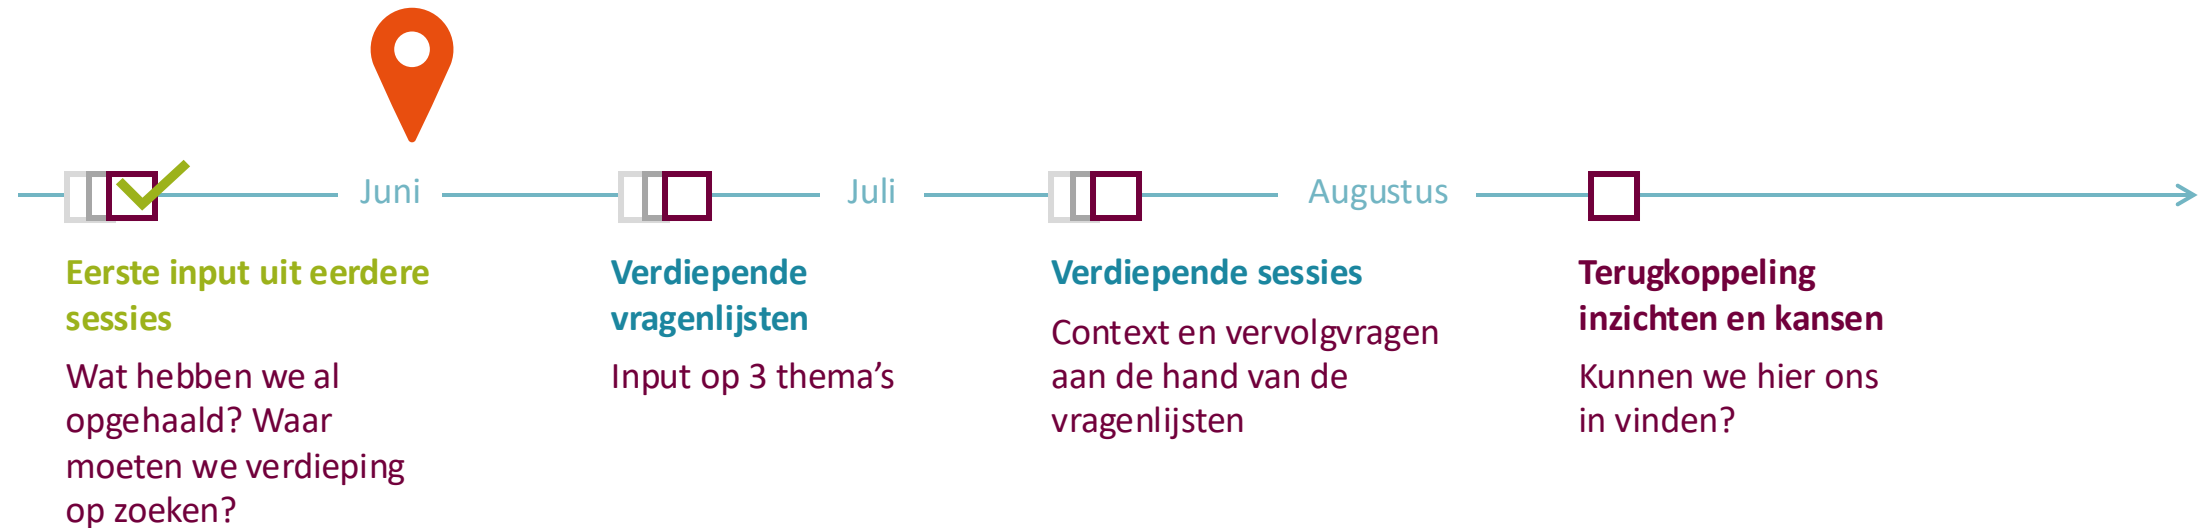 Juni
Juli
Augustus
Eerste input uit eerdere
sessies
Wat hebben we al
opgehaald? Waar
moeten we verdieping
op zoeken?
Verdiepende
vragenlijsten
Input op 3 thema’s
Verdiepende sessies
Context en vervolgvragen
aan de hand van de
vragenlijsten
Terugkoppeling
inzichten en kansen
Kunnen we hier ons
in vinden?